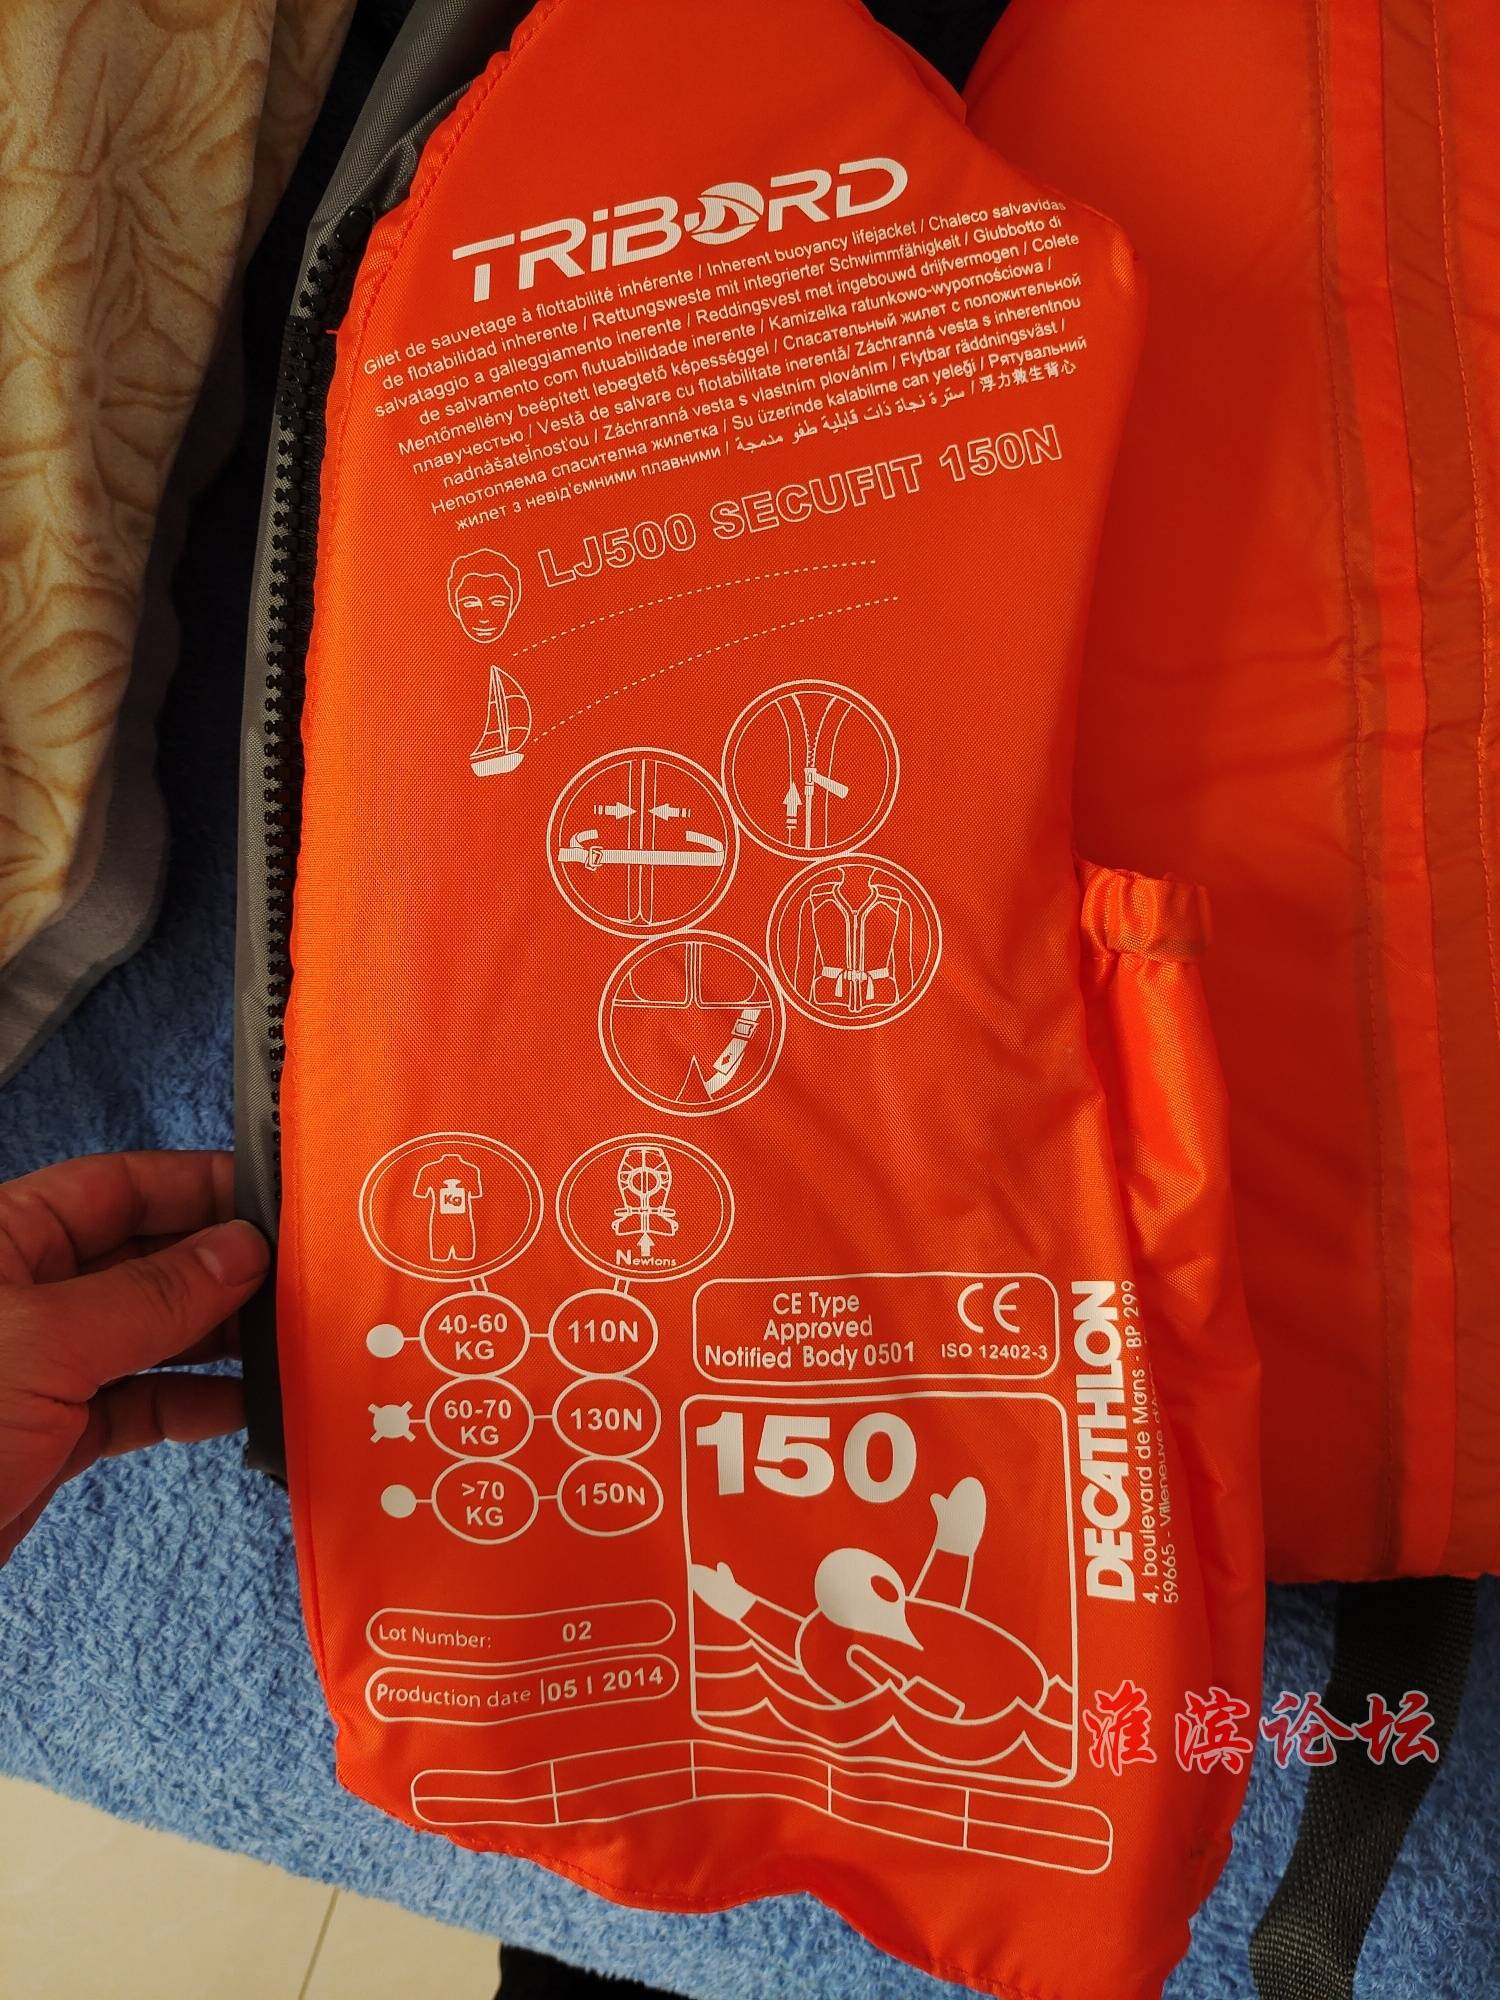 TRIBORD
Gilet de sauvetage à flottabilité inhérente / Inherent buoyancy lifejacket / Chaleco salvavidas
de flotabilidad inherente / Rettungsweste mit integrierter Schwimmfähigkeit / Giubbotto di
salvataggio a galleggiamento inerente / Reddingsvest met ingebouwd drijfvermogen / Colete
de salvamento com flutuabilidade inerente / Kamizelka ratunkowo-wypornościowa /
Mentőmellény beépített lebegtető képességgel / Спасательный жилет с положительной
плавучестью / Vestă de salvare cu flotabilitate inerentă/ Záchranná vesta s inherentnou
nadnášateľnosťou / Záchranná vesta s vlastním plováním / Flytbar räddningsväst /
Непотопяема спасителна жилетка / Su üzerinde kalabilme can yeleği / Рятувальний
жилет з невід'ємними плавними / سترة نجاة ذات قابلية طفو مدمجة / 浮力救生背心
LJ500 SECUFIT 150N
Kg
Newtons
40-60
KG
110N
60-70
KG
130N
>70
KG
150N
CE Type
Approved
Notified Body 0501
CE
ISO 12402-3
150
DECATHLON
4, boulevard de Mans - BP 299
59665 - Villeneuve
Lot Number: 02
Production date 05 / 2014
淮滨论坛